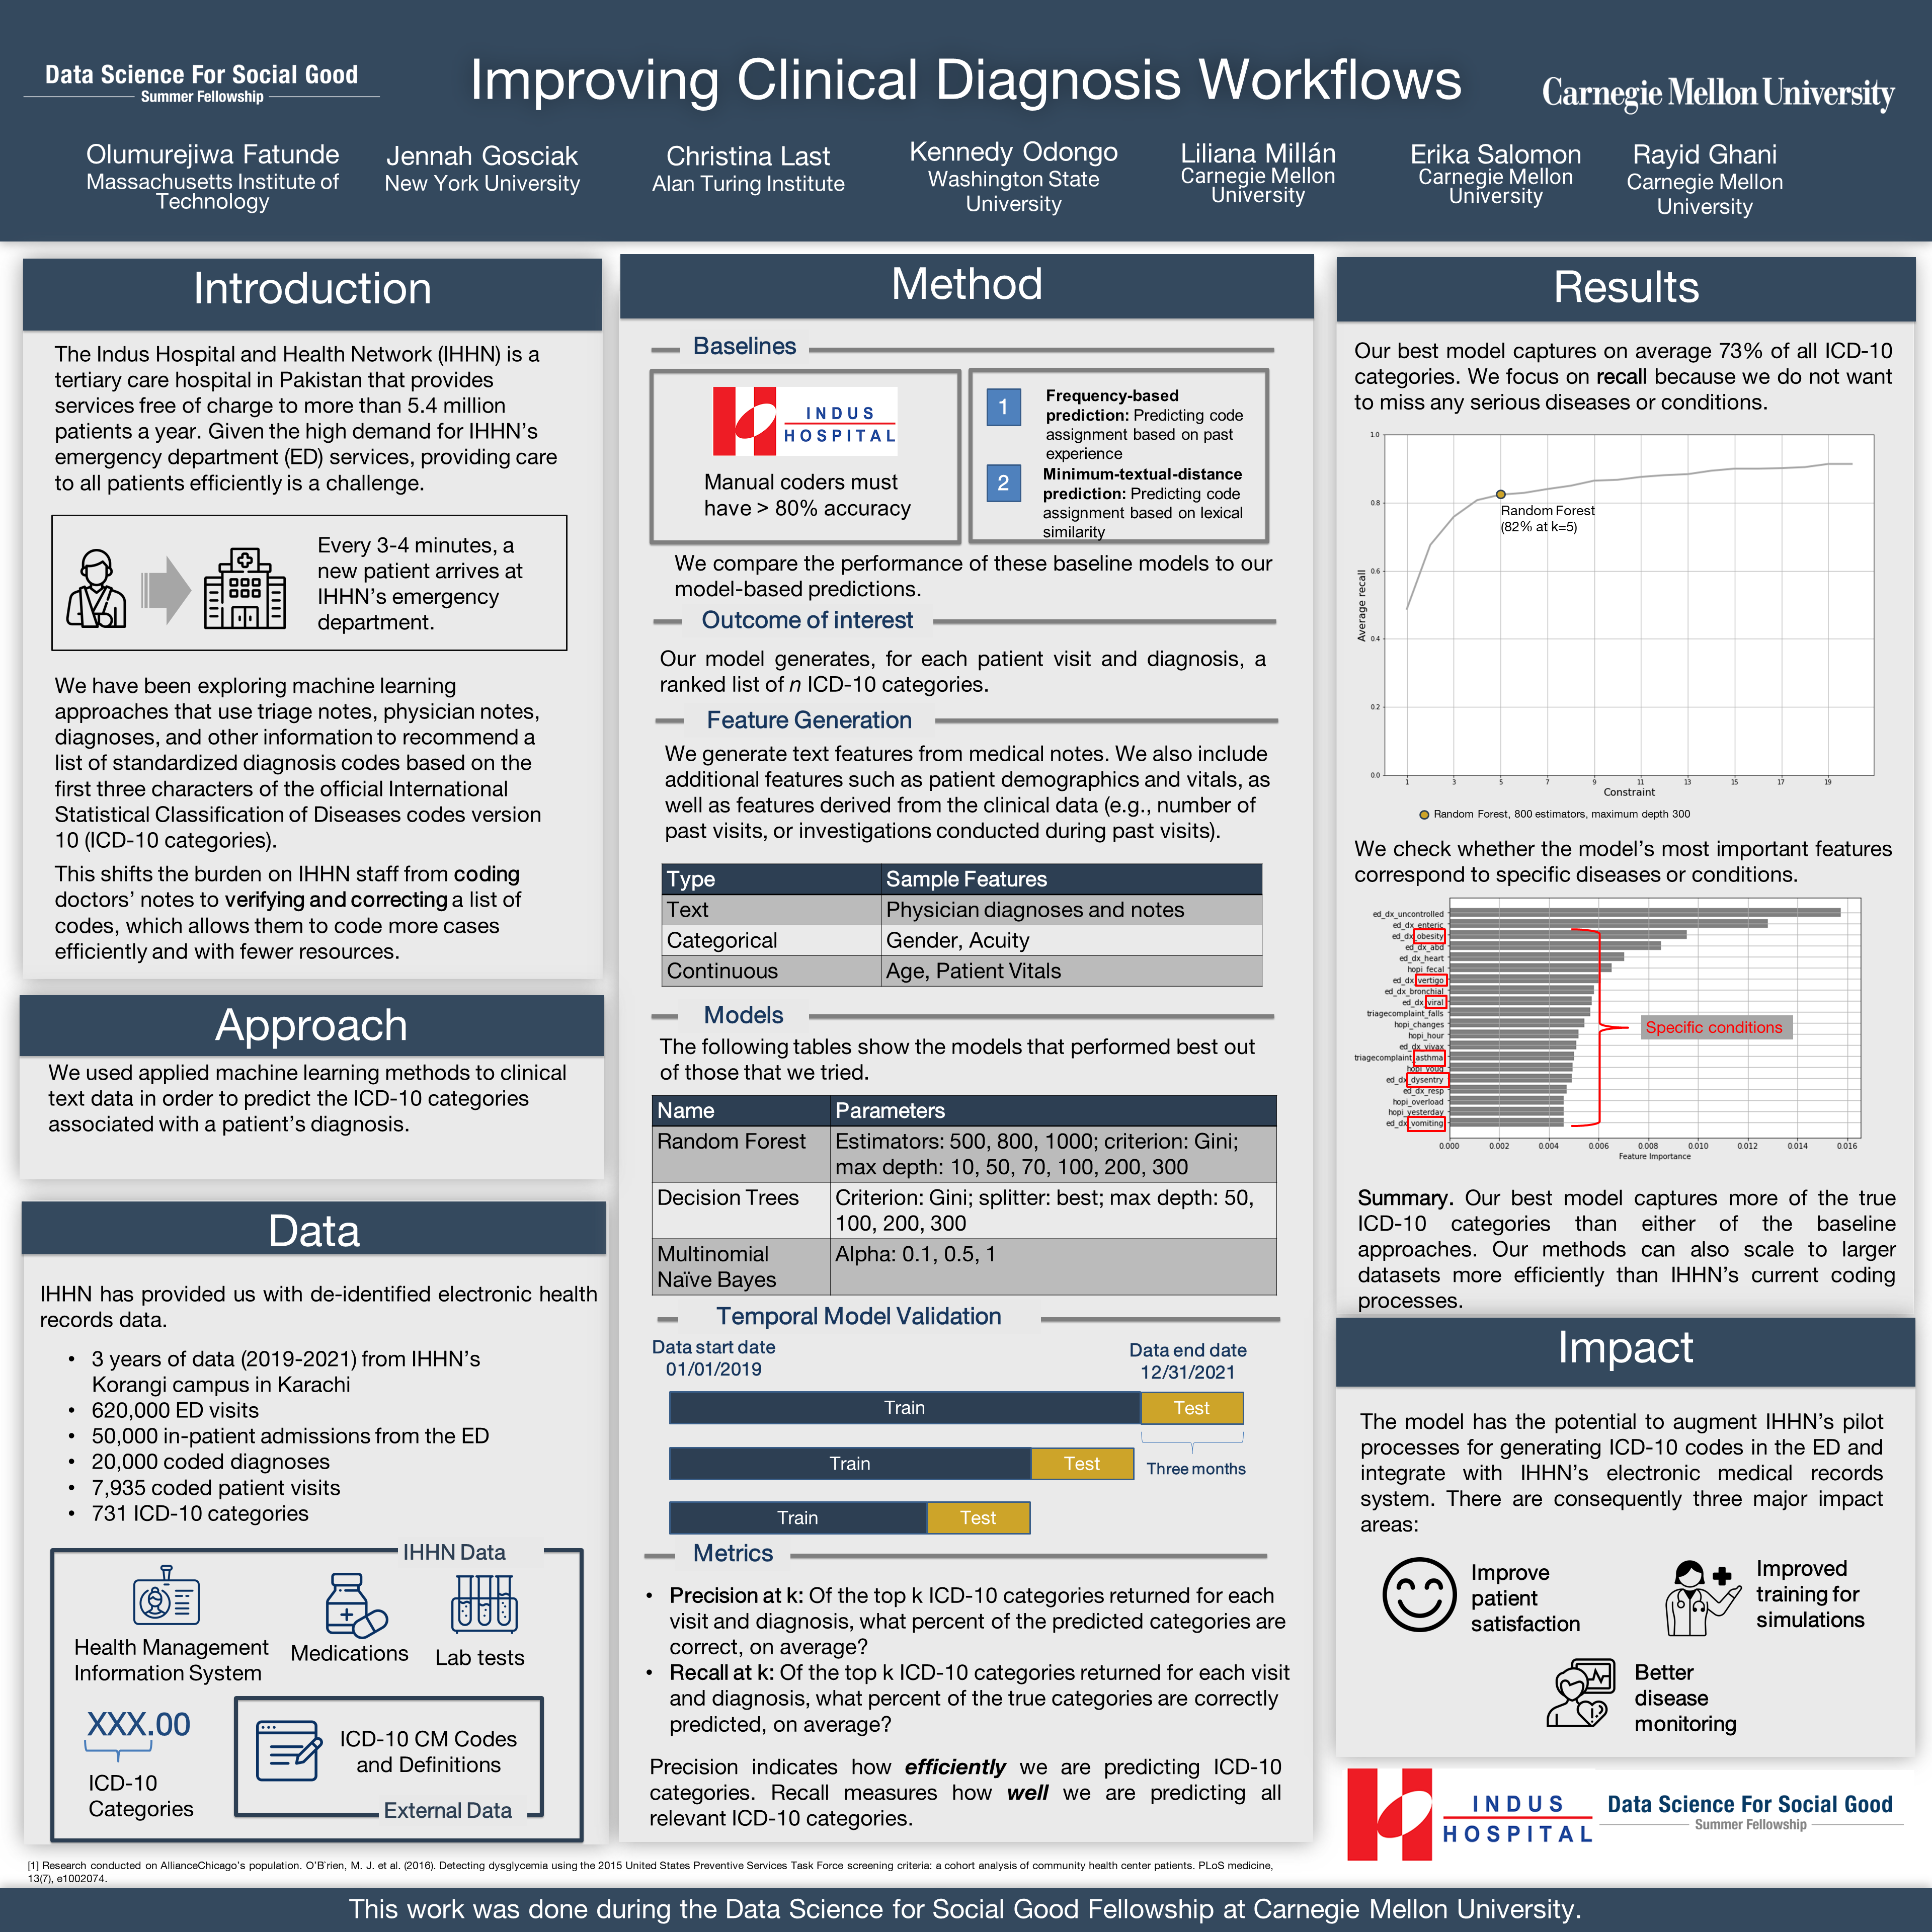 Data Science For Social Good
Summer Fellowship
Improving Clinical Diagnosis Workflows
Carnegie Mellon University
Olumurejiwa Fatunde
Massachusetts Institute of
Technology
Jennah Gosciak
New York University
Christina Last
Alan Turing Institute
Kennedy Odongo
Washington State
University
Liliana Millán
Carnegie Mellon
University
Erika Salomon
Carnegie Mellon
University
Rayid Ghani
Carnegie Mellon
University
Introduction
The Indus Hospital and Health Network (IHHN) is a
tertiary care hospital in Pakistan that provides
services free of charge to more than 5.4 million
patients a year. Given the high demand for IHHN's
emergency department (ED) services, providing care
to all patients efficiently is a challenge.
Every 3-4 minutes, a
new patient arrives at
IHHN's emergency
department.
We have been exploring machine learning
approaches that use triage notes, physician notes,
diagnoses, and other information to recommend a
list of standardized diagnosis codes based on the
first three characters of the official International
Statistical Classification of Diseases codes version
10 (ICD-10 categories).
This shifts the burden on IHHN staff from coding
doctors' notes to verifying and correcting a list of
codes, which allows them to code more cases
efficiently and with fewer resources.
Approach
We used applied machine learning methods to clinical
text data in order to predict the ICD-10 categories
associated with a patient's diagnosis.
Data
IHHN has provided us with de-identified electronic health
records data.
• 3 years of data (2019-2021) from IHHN's
Korangi campus in Karachi
• 620,000 ED visits
• 50,000 in-patient admissions from the ED
• 20,000 coded diagnoses
• 7,935 coded patient visits
• 731 ICD-10 categories
IHHN Data
Health Management
Information System
Medications
Lab tests
XXX.00
ICD-10
Categories
ICD-10 CM Codes
and Definitions
External Data
Method
Baselines
INDUS
HOSPITAL
Manual coders must
have > 80% accuracy
1
Frequency-based
prediction: Predicting code
assignment based on past
experience
2
Minimum-textual-distance
prediction: Predicting code
assignment based on lexical
similarity
We compare the performance of these baseline models to our
model-based predictions.
Outcome of interest
Our model generates, for each patient visit and diagnosis, a
ranked list of n ICD-10 categories.
Feature Generation
We generate text features from medical notes. We also include
additional features such as patient demographics and vitals, as
well as features derived from the clinical data (e.g., number of
past visits, or investigations conducted during past visits).
Type Sample Features
Text Physician diagnoses and notes
Categorical Gender, Acuity
Continuous Age, Patient Vitals
Models
The following tables show the models that performed best out
of those that we tried.
Name Parameters
Random Forest Estimators: 500, 800, 1000; criterion: Gini;
max depth: 10, 50, 70, 100, 200, 300
Decision Trees Criterion: Gini; splitter: best; max depth: 50,
100, 200, 300
Multinomial Alpha: 0.1, 0.5, 1
Naïve Bayes
Temporal Model Validation
Data start date
01/01/2019
Data end date
12/31/2021
Train Test
Train Test
Three months
Train Test
Metrics
• Precision at k: Of the top k ICD-10 categories returned for each
visit and diagnosis, what percent of the predicted categories are
correct, on average?
• Recall at k: Of the top k ICD-10 categories returned for each visit
and diagnosis, what percent of the true categories are correctly
predicted, on average?
Precision indicates how efficiently we are predicting ICD-10
categories. Recall measures how well we are predicting all
relevant ICD-10 categories.
Results
Our best model captures on average 73% of all ICD-10
categories. We focus on recall because we do not want
to miss any serious diseases or conditions.
1.0
0.8
0.6
0.4
0.2
0.0
Average recall
Random Forest
(82% at k=5)
1 3 5 7 9 11 13 15 17 19
Constraint
Random Forest, 800 estimators, maximum depth 300
We check whether the model's most important features
correspond to specific diseases or conditions.
ed_dx_uncontrolled
ed_dx_enteric
ed_dx_obesity
ed_dx_abd
ed_dx_heart
hopi_fecal
ed_dx_vertigo
ed_dx_bronchial
ed_dx_viral
triagecomplaint_falls
hopi_changes
hopi_hour
ed_dx_vivax
triagecomplaint_asthma
ed_dx_dysentry
ed_dx_resp
hopi_overload
hopi_yesterday
ed_dx_vomiting
Specific conditions
0.000 0.002 0.004 0.006 0.008 0.010 0.012 0.014 0.016
Feature Importance
Summary. Our best model captures more of the true
ICD-10 categories than either of the baseline
approaches. Our methods can also scale to larger
datasets more efficiently than IHHN's current coding
processes.
Impact
The model has the potential to augment IHHN's pilot
processes for generating ICD-10 codes in the ED and
integrate with IHHN's electronic medical records
system. There are consequently three major impact
areas:
Improve
patient
satisfaction
Improved
training for
simulations
Better
disease
monitoring
INDUS
HOSPITAL
Data Science For Social Good
Summer Fellowship
[1] Research conducted on AllianceChicago's population. O'B`rien, M. J. et al. (2016). Detecting dysglycemia using the 2015 United States Preventive Services Task Force screening criteria: a cohort analysis of community health center patients. PLoS medicine,
13(7), e1002074.
This work was done during the Data Science for Social Good Fellowship at Carnegie Mellon University.